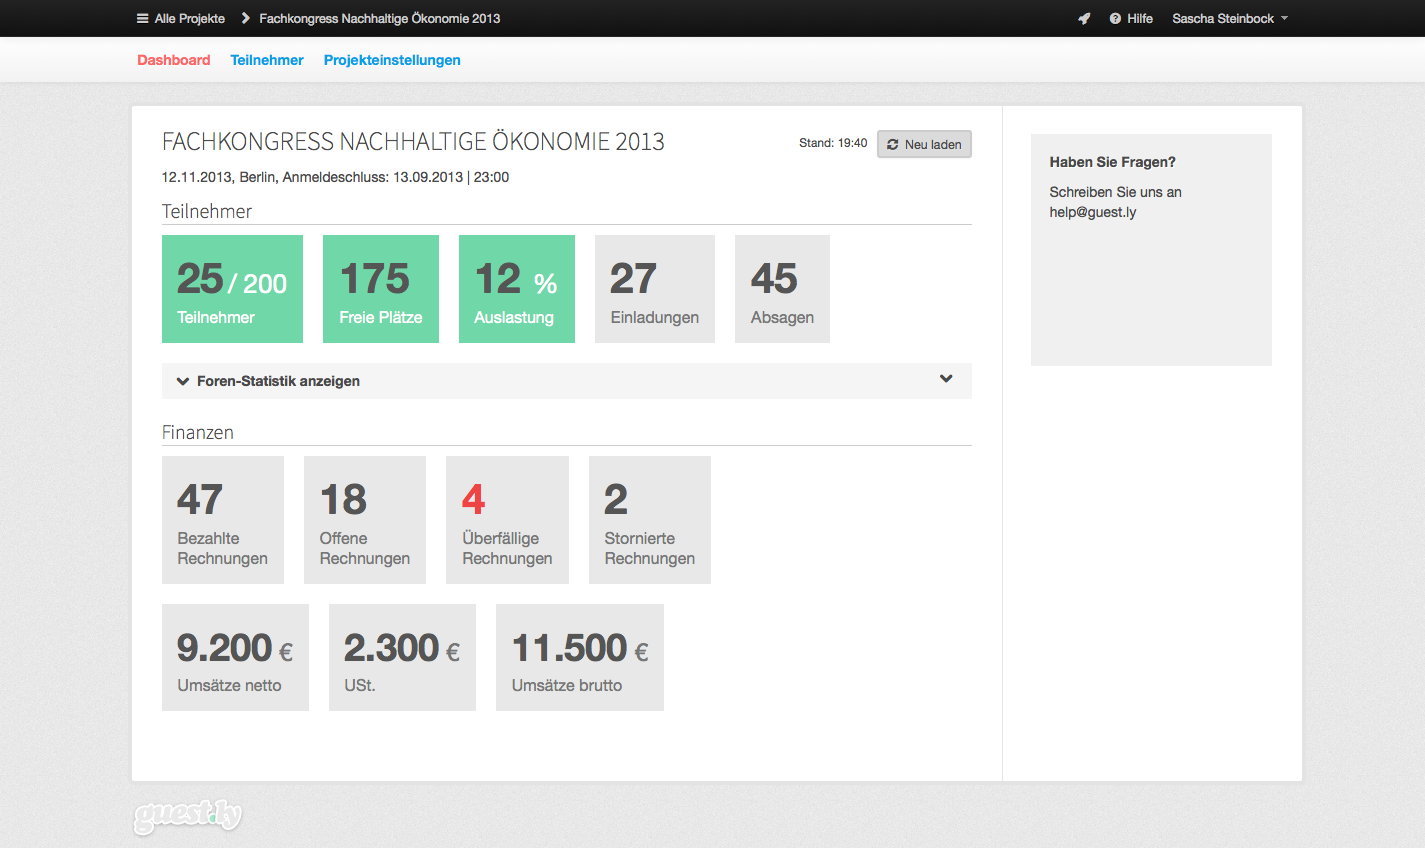 Alle Projekte Fachkongress Nachhaltige Ökonomie 2013 Hilfe Sascha Steinbock
Dashboard Teilnehmer Projekteinstellungen
FACHKONGRESS NACHHALTIGE ÖKONOMIE 2013
Stand: 19:40 Neu laden
12.11.2013, Berlin, Anmeldeschluss: 13.09.2013 | 23:00
Teilnehmer
25 / 200
Teilnehmer
175
Freie Plätze
12 %
Auslastung
27
Einladungen
45
Absagen
Foren-Statistik anzeigen
Finanzen
47
Bezahlte
Rechnungen
18
Offene
Rechnungen
4
Überfällige
Rechnungen
2
Stornierte
Rechnungen
9.200 €
Umsätze netto
2.300 €
USt.
11.500 €
Umsätze brutto
Haben Sie Fragen?
Schreiben Sie uns an
help@guest.ly
guest.ly